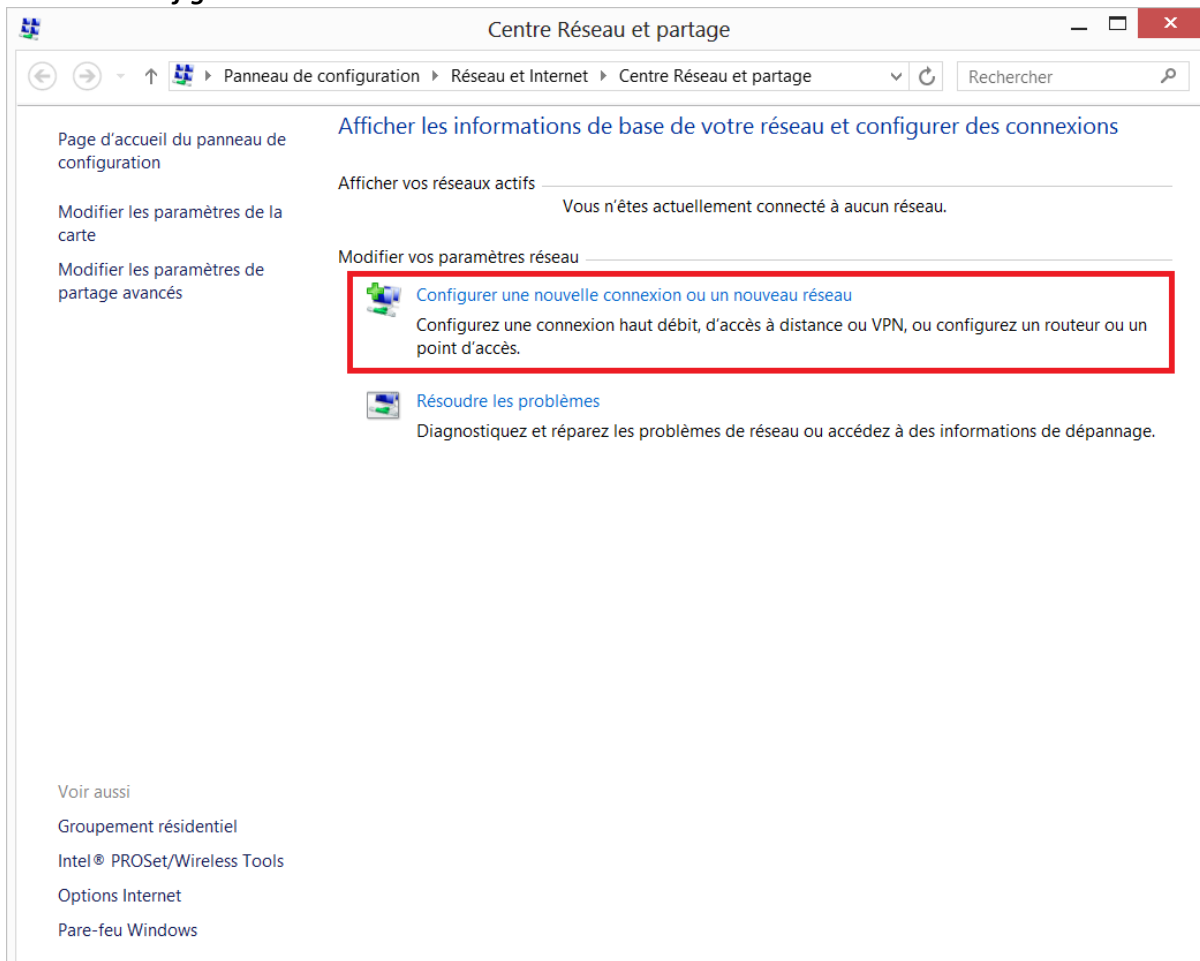 Centre Réseau et partage
Panneau de configuration Réseau et Internet Centre Réseau et partage
Rechercher
Page d'accueil du panneau de
configuration
Modifier les paramètres de la
carte
Modifier les paramètres de
partage avancés
Afficher les informations de base de votre réseau et configurer des connexions
Afficher vos réseaux actifs
Vous n'êtes actuellement connecté à aucun réseau.
Modifier vos paramètres réseau
Configurer une nouvelle connexion ou un nouveau réseau
Configurez une connexion haut débit, d'accès à distance ou VPN, ou configurez un routeur ou un
point d'accès.
Résoudre les problèmes
Diagnostiquez et réparez les problèmes de réseau ou accédez à des informations de dépannage.
Voir aussi
Groupement résidentiel
Intel® PROSet/Wireless Tools
Options Internet
Pare-feu Windows